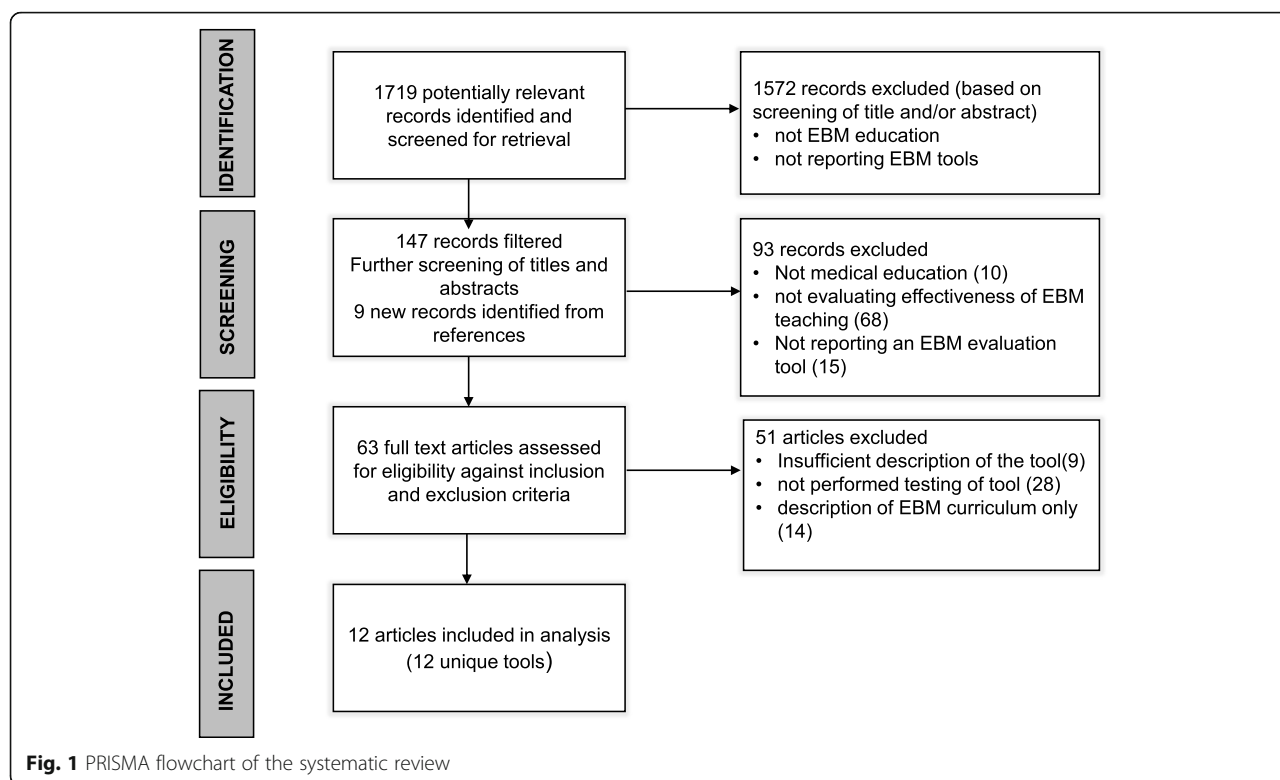 IDENTIFICATION
1719 potentially relevant
records identified and
screened for retrieval
1572 records excluded (based on
screening of title and/or abstract)
• not EBM education
• not reporting EBM tools
SCREENING
147 records filtered
Further screening of titles and
abstracts
9 new records identified from
references
93 records excluded
• Not medical education (10)
• not evaluating effectiveness of EBM
teaching (68)
• Not reporting an EBM evaluation
tool (15)
ELIGIBILITY
63 full text articles assessed
for eligibility against inclusion
and exclusion criteria
51 articles excluded
• Insufficient description of the tool(9)
• not performed testing of tool (28)
• description of EBM curriculum only
(14)
INCLUDED
12 articles included in analysis
(12 unique tools)
Fig. 1 PRISMA flowchart of the systematic review